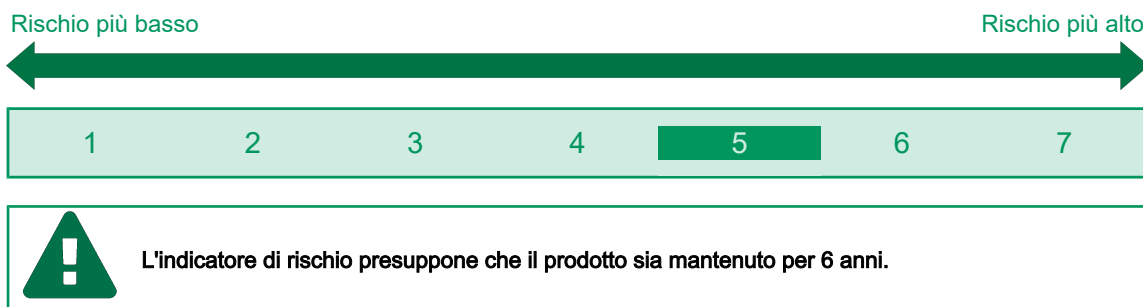 Rischio più basso Rischio più alto
1 2 3 4 5 6 7
L'indicatore di rischio presuppone che il prodotto sia mantenuto per 6 anni.